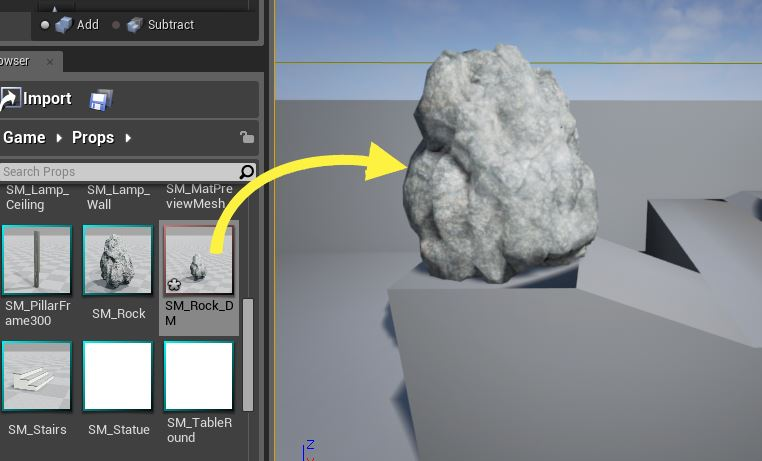 Add
Subtract
owser
Import
Game
Props
Search Props
SM_Lamp_
Ceiling
SM_Lamp_
Wall
SM_MatPre
viewMesh
SM_PillarFr
ame300
SM_Rock
SM_Rock_D
M
SM_Stairs
SM_Statue
SM_TableR
ound
Z